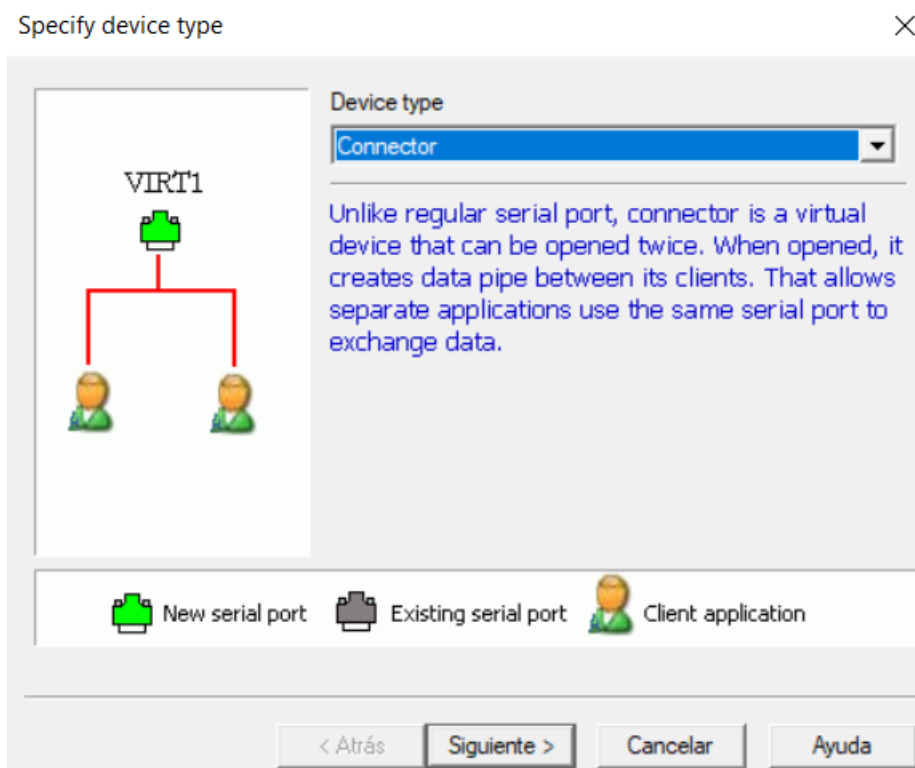 Specify device type
Device type
Connector
VIRT1
Unlike regular serial port, connector is a virtual
device that can be opened twice. When opened, it
creates data pipe between its clients. That allows
separate applications use the same serial port to
exchange data.
New serial port
Existing serial port
Client application
< Atrás
Siguiente >
Cancelar
Ayuda